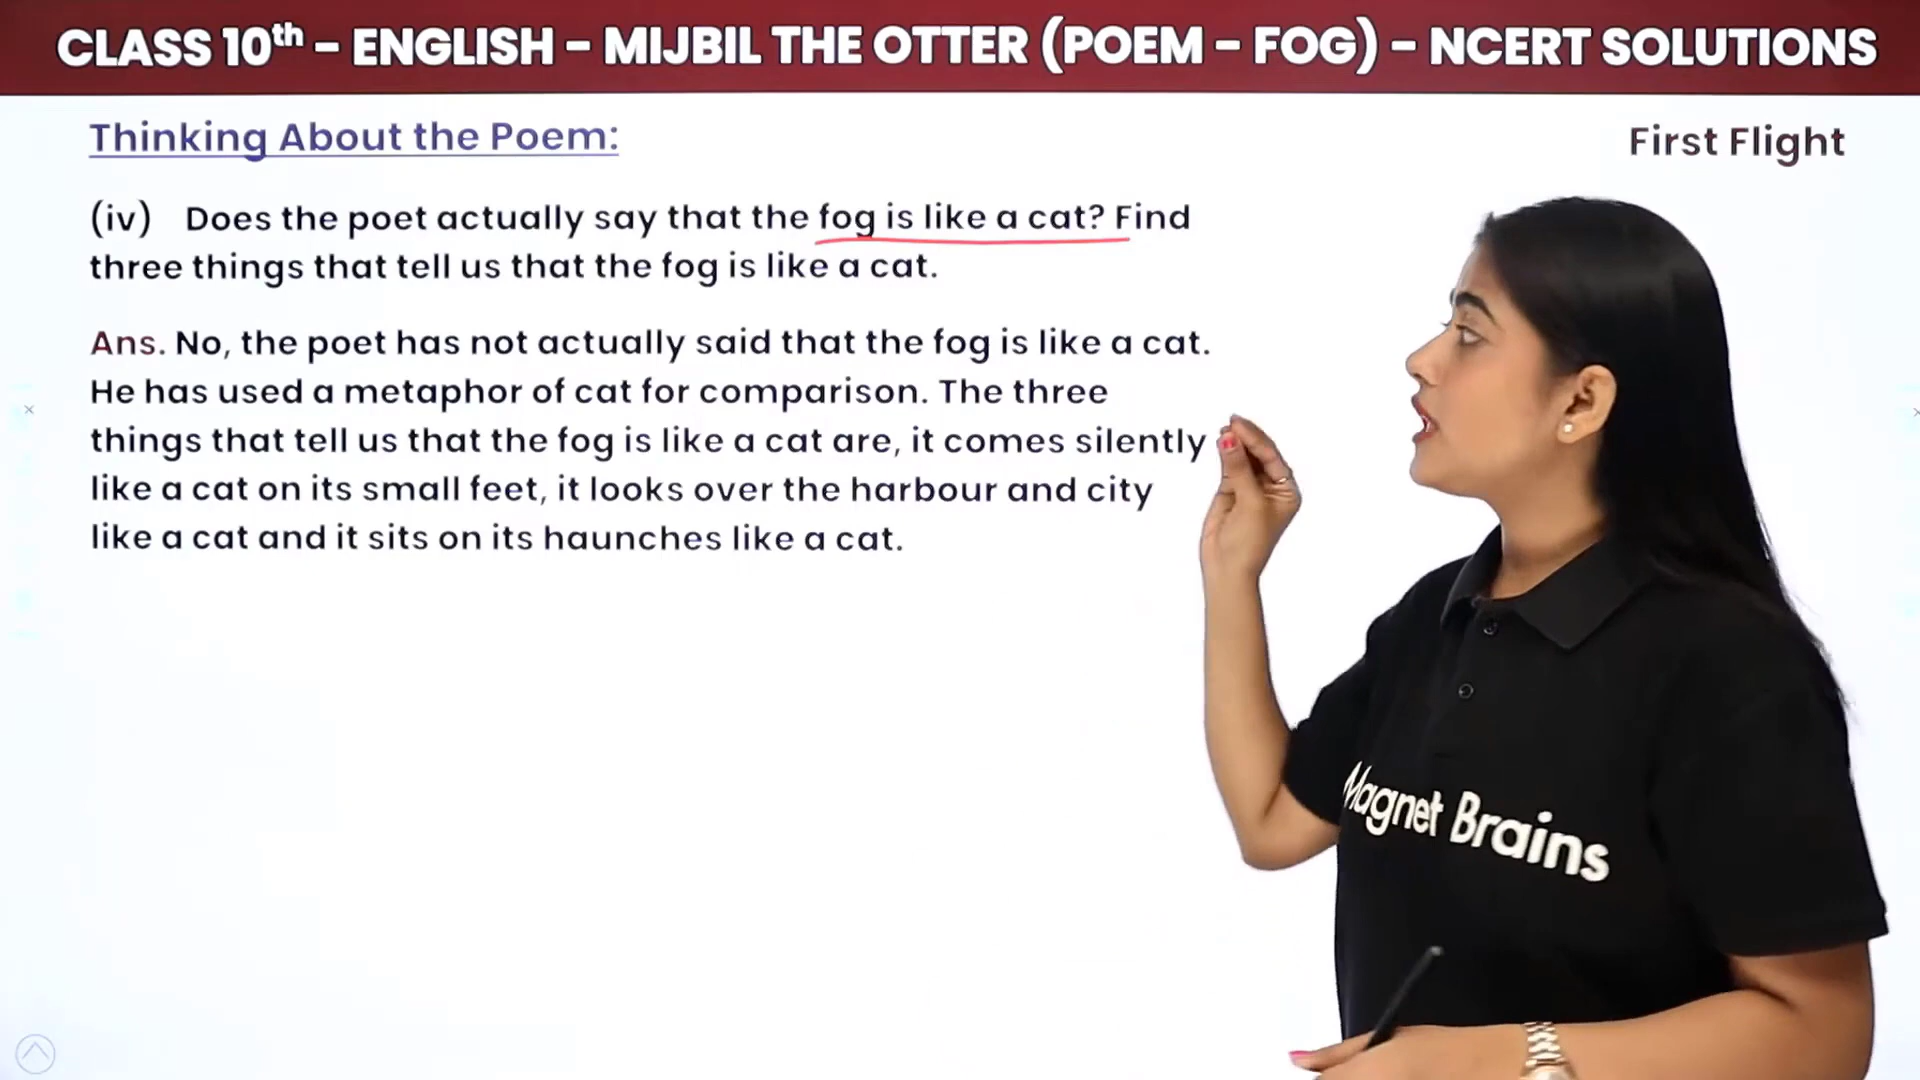 CLASS 10th – ENGLISH – MIJBIL THE OTTER (POEM – FOG) – NCERT SOLUTIONS
Thinking About the Poem:
First Flight
(iv) Does the poet actually say that the fog is like a cat? Find
three things that tell us that the fog is like a cat.
Ans. No, the poet has not actually said that the fog is like a cat.
He has used a metaphor of cat for comparison. The three
things that tell us that the fog is like a cat are, it comes silently
like a cat on its small feet, it looks over the harbour and city
like a cat and it sits on its haunches like a cat.
Magnet Brains